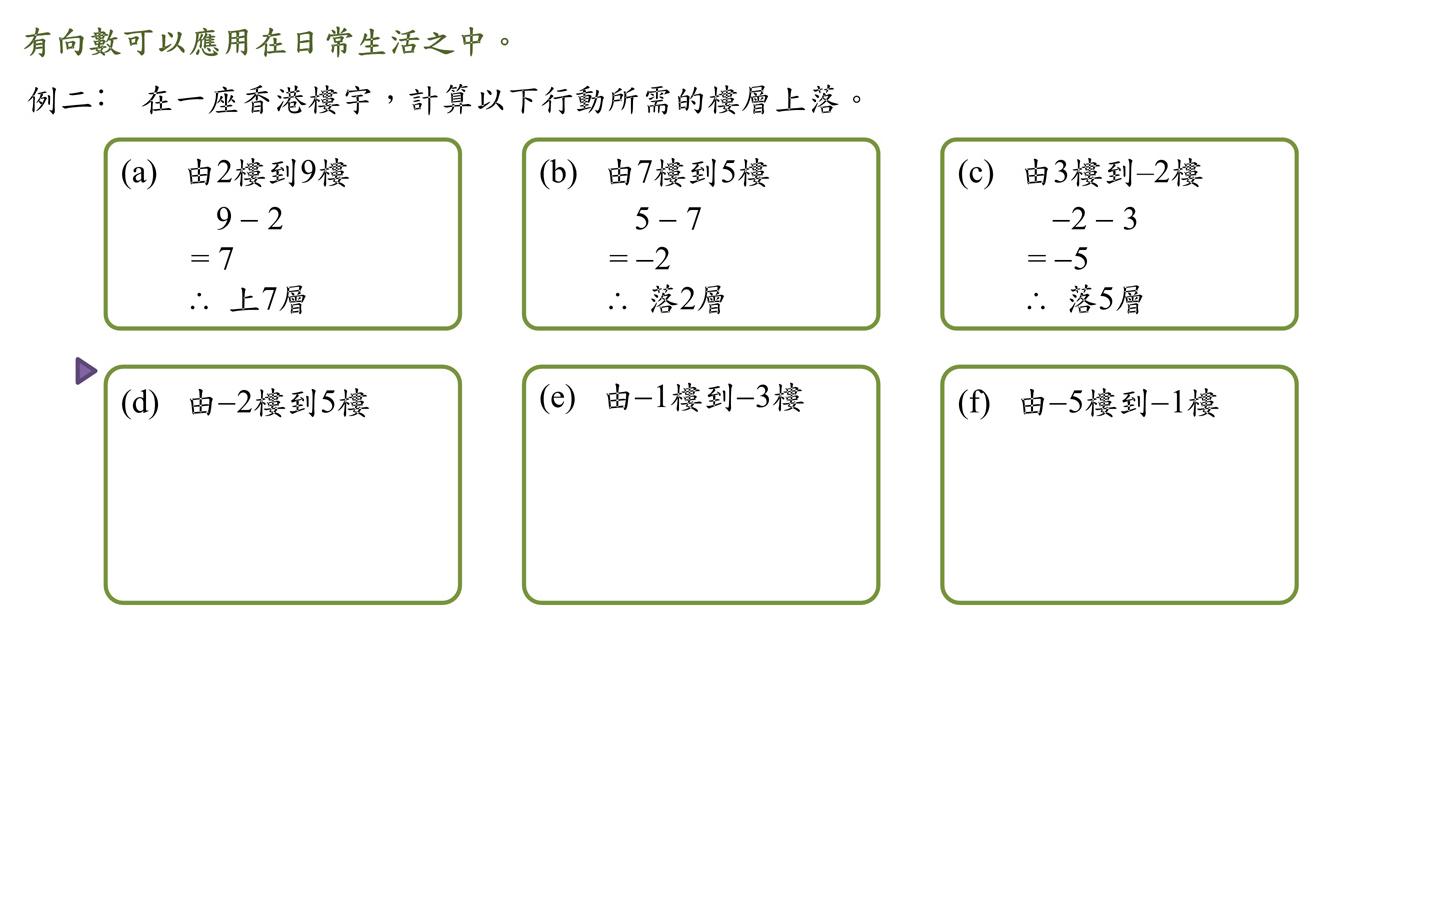 有向數可以應用在日常生活之中。
例二： 在一座香港樓宇，計算以下行動所需的樓層上落。
(a) 由2樓到9樓
9 – 2
= 7
∴ 上7層
(b) 由7樓到5樓
5 – 7
= –2
∴ 落2層
(c) 由3樓到–2樓
–2 – 3
= –5
∴ 落5層
(d) 由–2樓到5樓
(e) 由–1樓到–3樓
(f) 由–5樓到–1樓